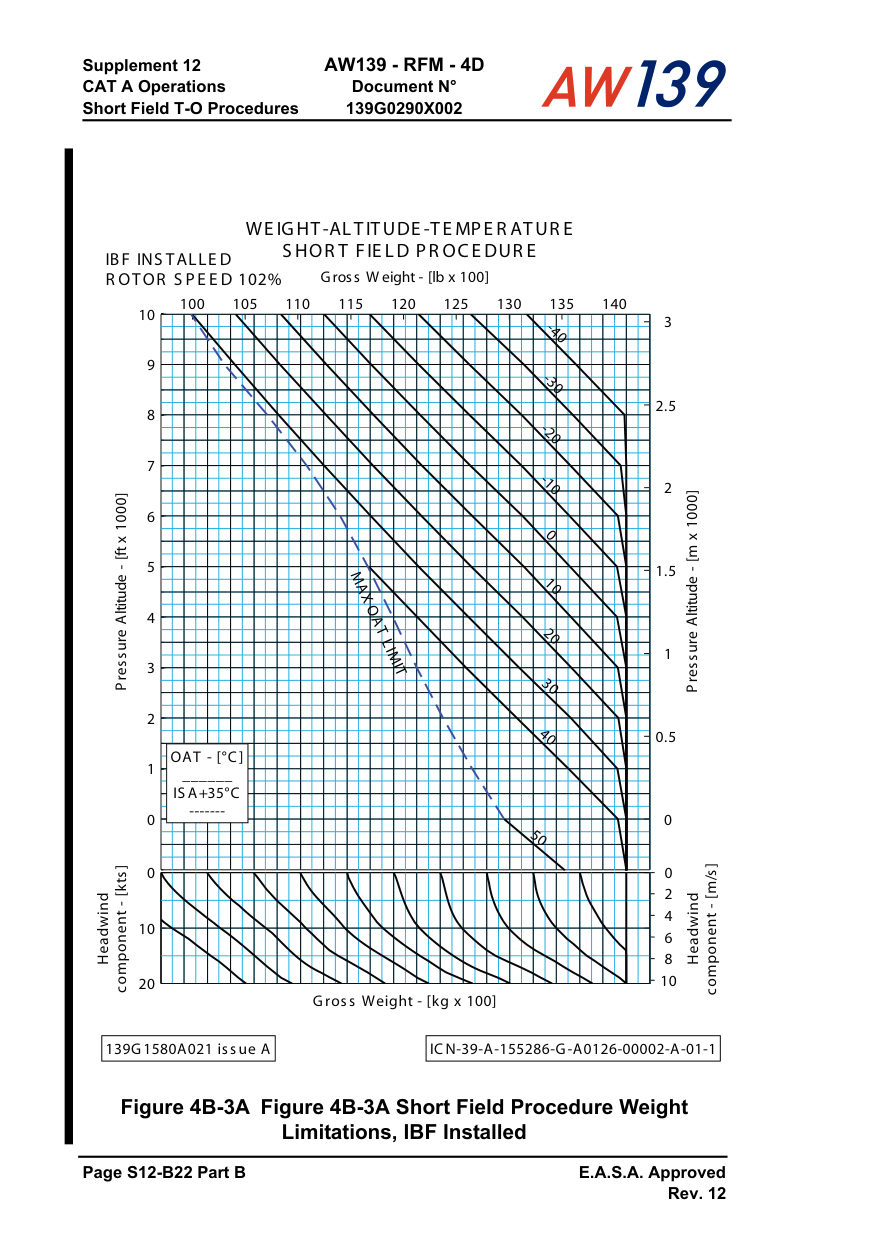 Supplement 12
CAT A Operations
Short Field T-O Procedures
AW139 - RFM - 4D
Document N°
139G0290X002
AW139
WEIGHT-ALTITUDE-TEMPERATURE
SHORT FIELD PROCEDURE
IBF INSTALLED
ROTOR SPEED 102%
Gross Weight - [lb x 100]
100 105 110 115 120 125 130 135 140
10
9
8
7
6
5
4
3
2
1
0
Pressure Altitude - [ft x 1000]
3
2.5
2
1.5
1
0.5
0
Pressure Altitude - [m x 1000]
-40
-30
-20
-10
0
10
20
30
40
50
MAX OAT LIMIT
OAT - [°C]
______
ISA+35°C
-------
0
10
20
Headwind
component - [kts]
0
2
4
6
8
10
Headwind
component - [m/s]
Gross Weight - [kg x 100]
139G1580A021 issue A
ICN-39-A-155286-G-A0126-00002-A-01-1
Figure 4B-3A Figure 4B-3A Short Field Procedure Weight
Limitations, IBF Installed
Page S12-B22 Part B
E.A.S.A. Approved
Rev. 12